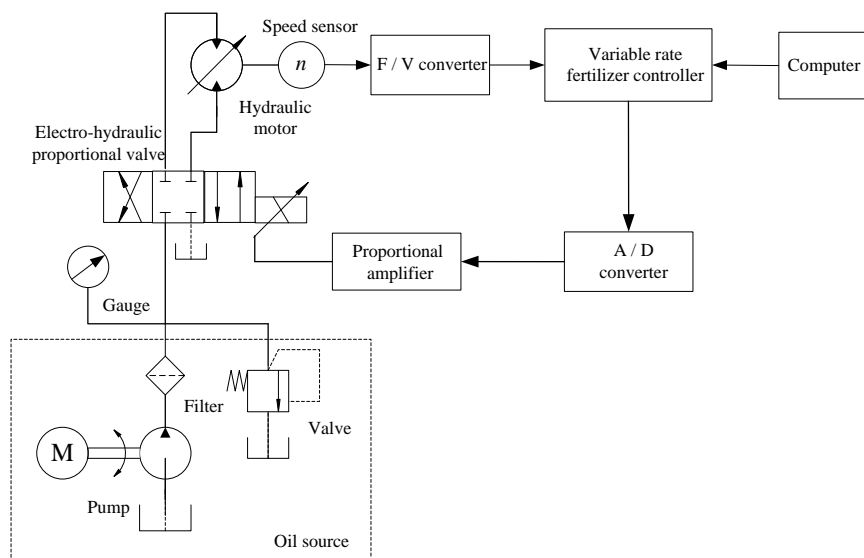 Speed sensor
n
F / V converter
Variable rate
fertilizer controller
Computer
Hydraulic
motor
Electro-hydraulic
proportional valve
Proportional
amplifier
A / D
converter
Gauge
Filter
Valve
M
Pump
Oil source